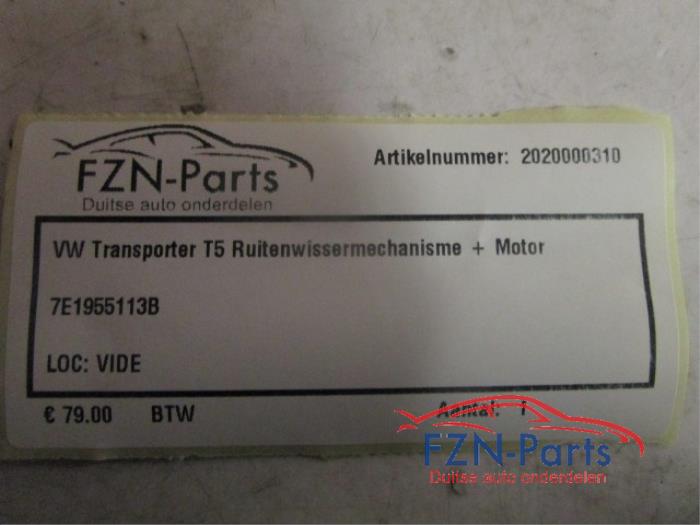 FZN-Parts
Duitse auto onderdelen
Artikelnummer: 2020000310
VW Transporter T5 Ruitenwissermechanisme + Motor
7E1955113B
LOC: VIDE
€ 79.00 BTW Aantal: 1
FZN-Parts
Duitse auto onderdelen